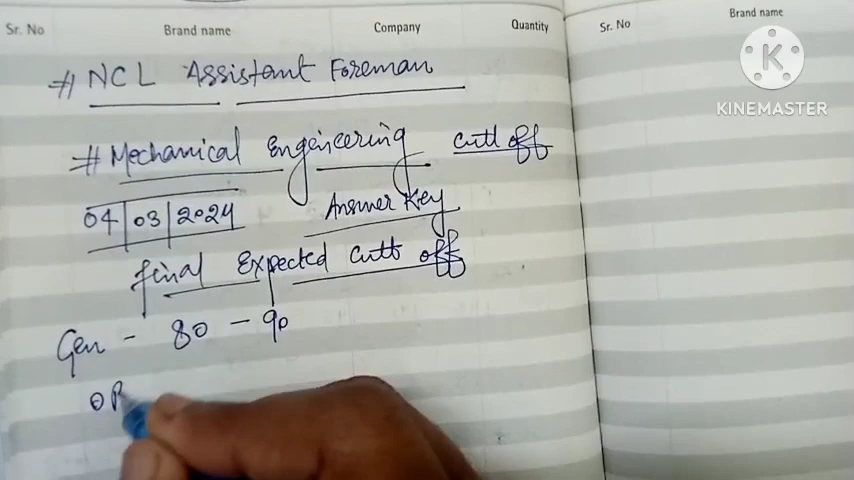 Sr. No Brand name Company Quantity
# NCL Assistant Foreman
# Mechanical Engineering Cutt off
04|03|2024 Answer Key
final Expected Cutt off
Gen - 80 - 90
OB
Sr. No Brand name
K
KINEMASTER